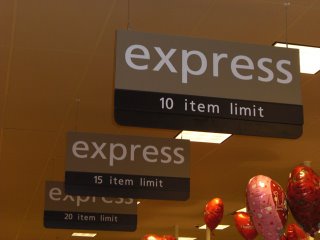 express
10 item limit
express
15 item limit
express
20 item limit